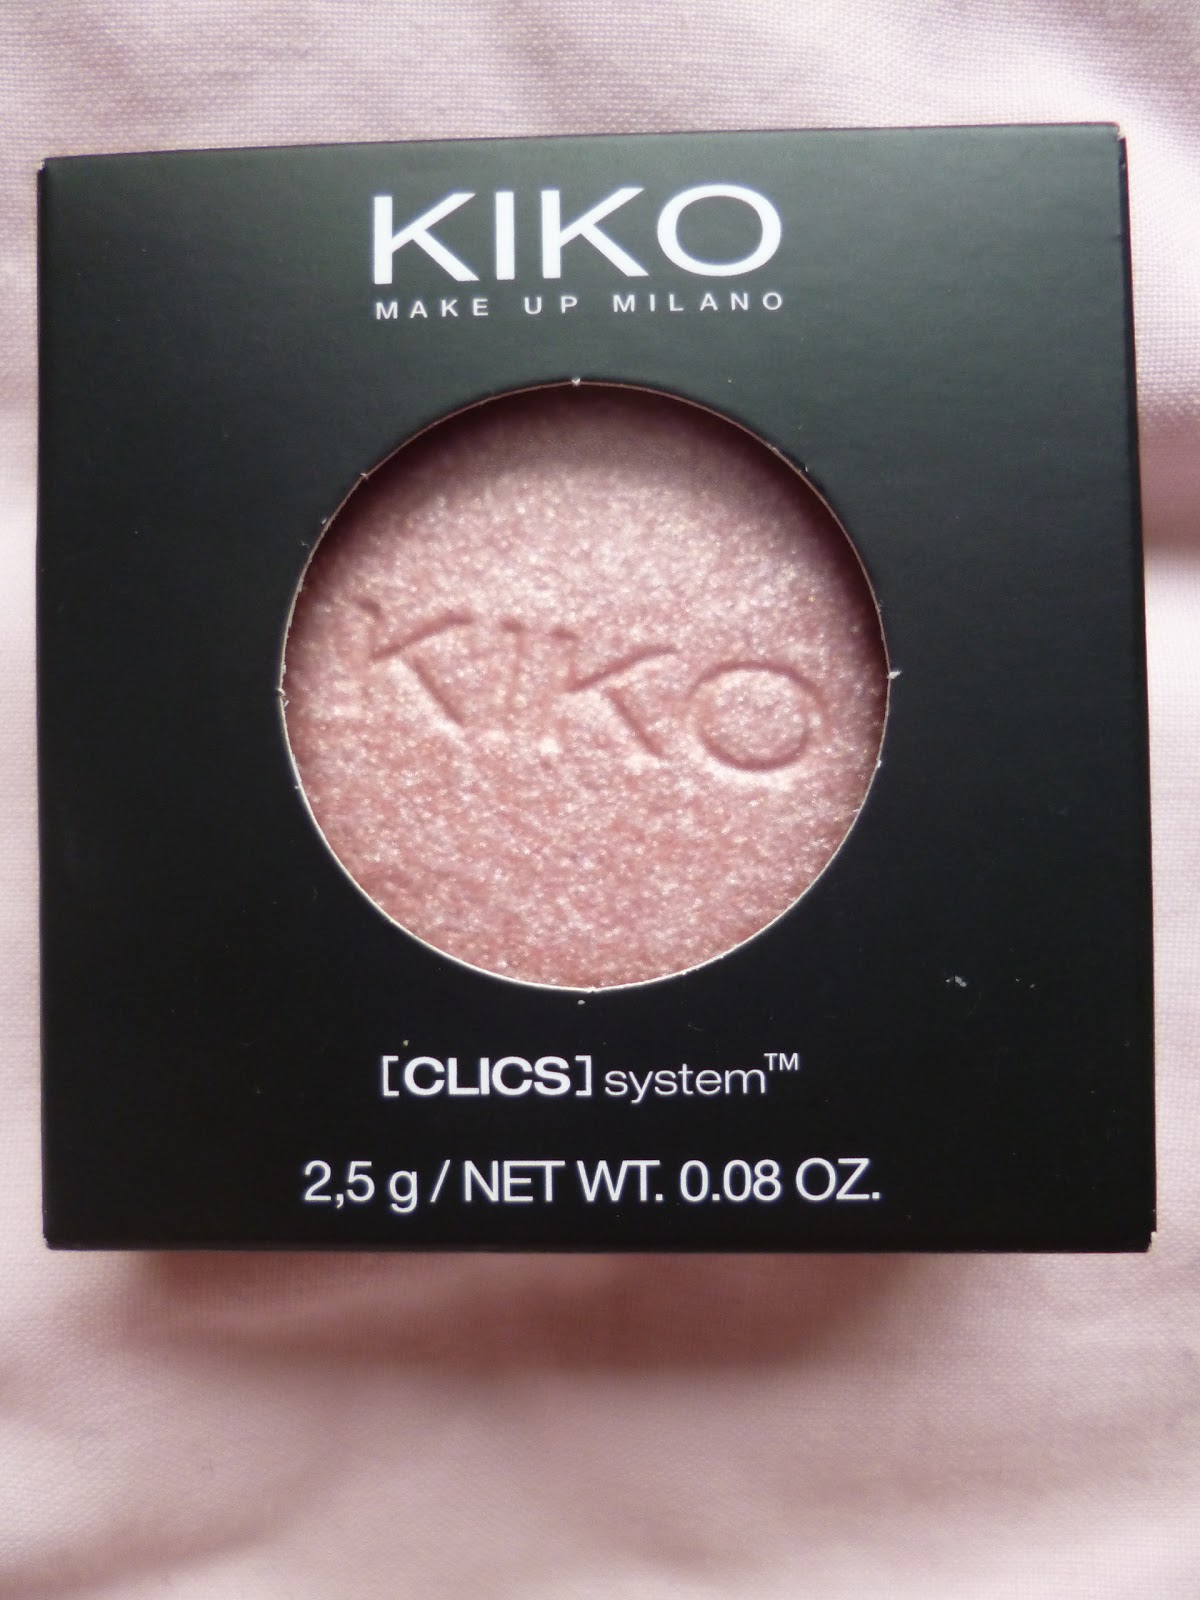 KIKO
MAKE UP MILANO
KIKO
[CLICS] system™
2,5 g / NET WT. 0.08 OZ.